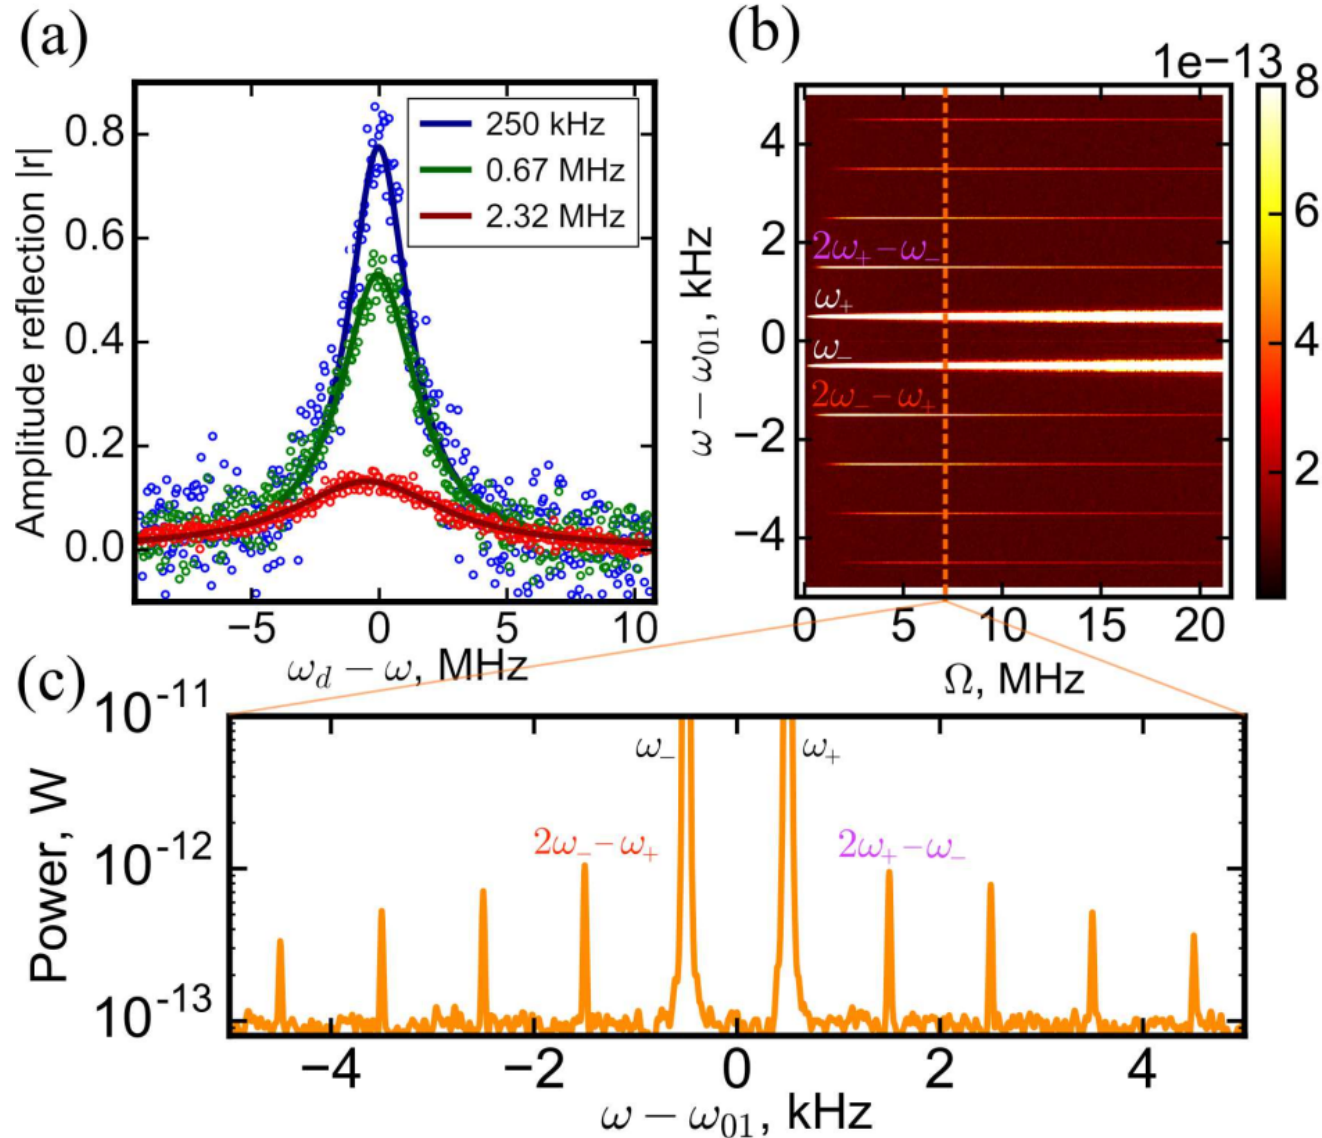 (a)
Amplitude reflection |r|
0.8
0.6
0.4
0.2
0.0
250 kHz
0.67 MHz
2.32 MHz
−5 0 5 10
ω_d − ω, MHz
(b)
1e−13
ω − ω₀₁, kHz
4
2
0
−2
−4
2ω₊−ω₋
ω₊
ω₋
2ω₋−ω₊
8
6
4
2
0 5 10 15 20
Ω, MHz
(c)
Power, W
10⁻¹¹
10⁻¹²
10⁻¹³
ω₋ ω₊
2ω₋−ω₊ 2ω₊−ω₋
−4 −2 0 2 4
ω − ω₀₁, kHz